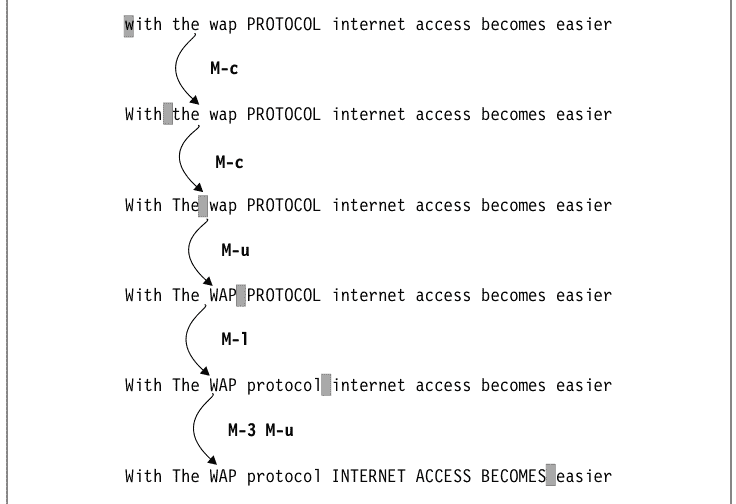 with the wap PROTOCOL internet access becomes easier
M-c
With the wap PROTOCOL internet access becomes easier
M-c
With The wap PROTOCOL internet access becomes easier
M-u
With The WAP PROTOCOL internet access becomes easier
M-l
With The WAP protocol internet access becomes easier
M-3 M-u
With The WAP protocol INTERNET ACCESS BECOMES easier